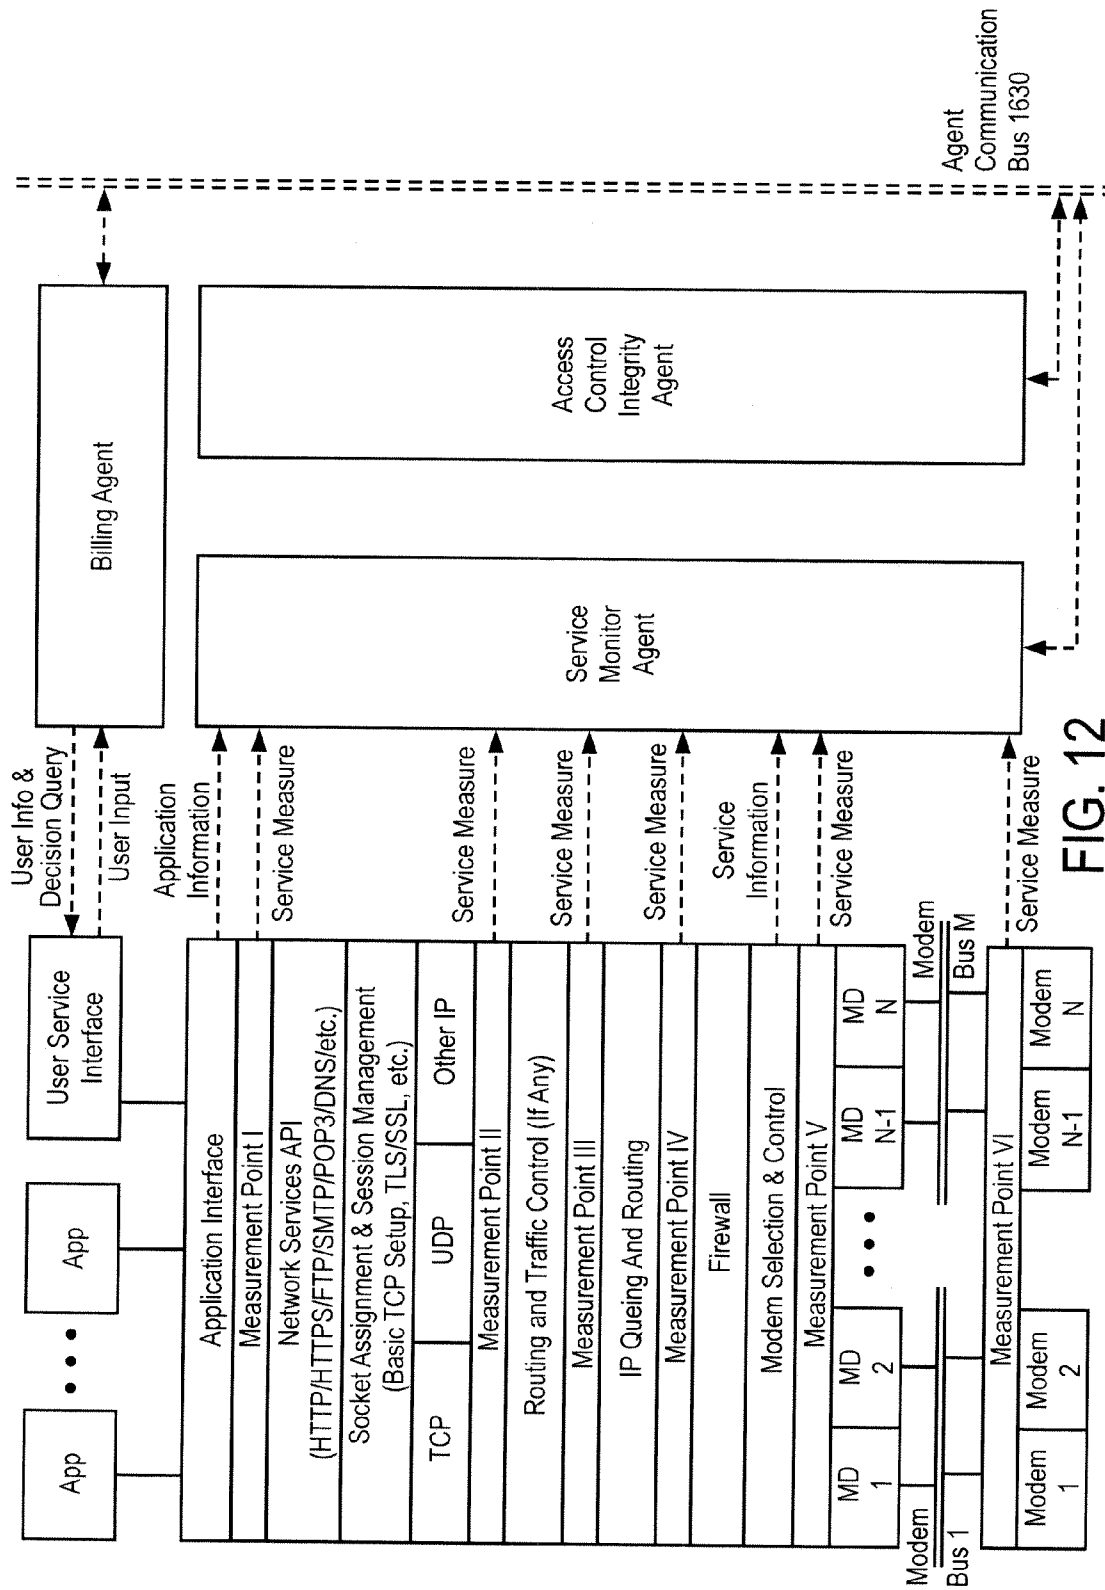 App
App
User Service
Interface
User Info &
Decision Query
User Input
Billing Agent
Application Interface
Application
Information
Measurement Point I
Service Measure
Network Services API
(HTTP/HTTPS/FTP/SMTP/POP3/DNS/etc.)
Socket Assignment & Session Management
(Basic TCP Setup, TLS/SSL, etc.)
TCP
UDP
Other IP
Measurement Point II
Service Measure
Routing and Traffic Control (If Any)
Measurement Point III
Service Measure
IP Queing And Routing
Measurement Point IV
Service Measure
Firewall
Modem Selection & Control
Service
Information
Measurement Point V
Service Measure
MD
1
MD
2
MD
N-1
MD
N
Modem
Bus 1
Modem
Bus M
Measurement Point VI
Service Measure
Modem
1
Modem
2
Modem
N-1
Modem
N
Service
Monitor
Agent
Access
Control
Integrity
Agent
Agent
Communication
Bus 1630
FIG. 12